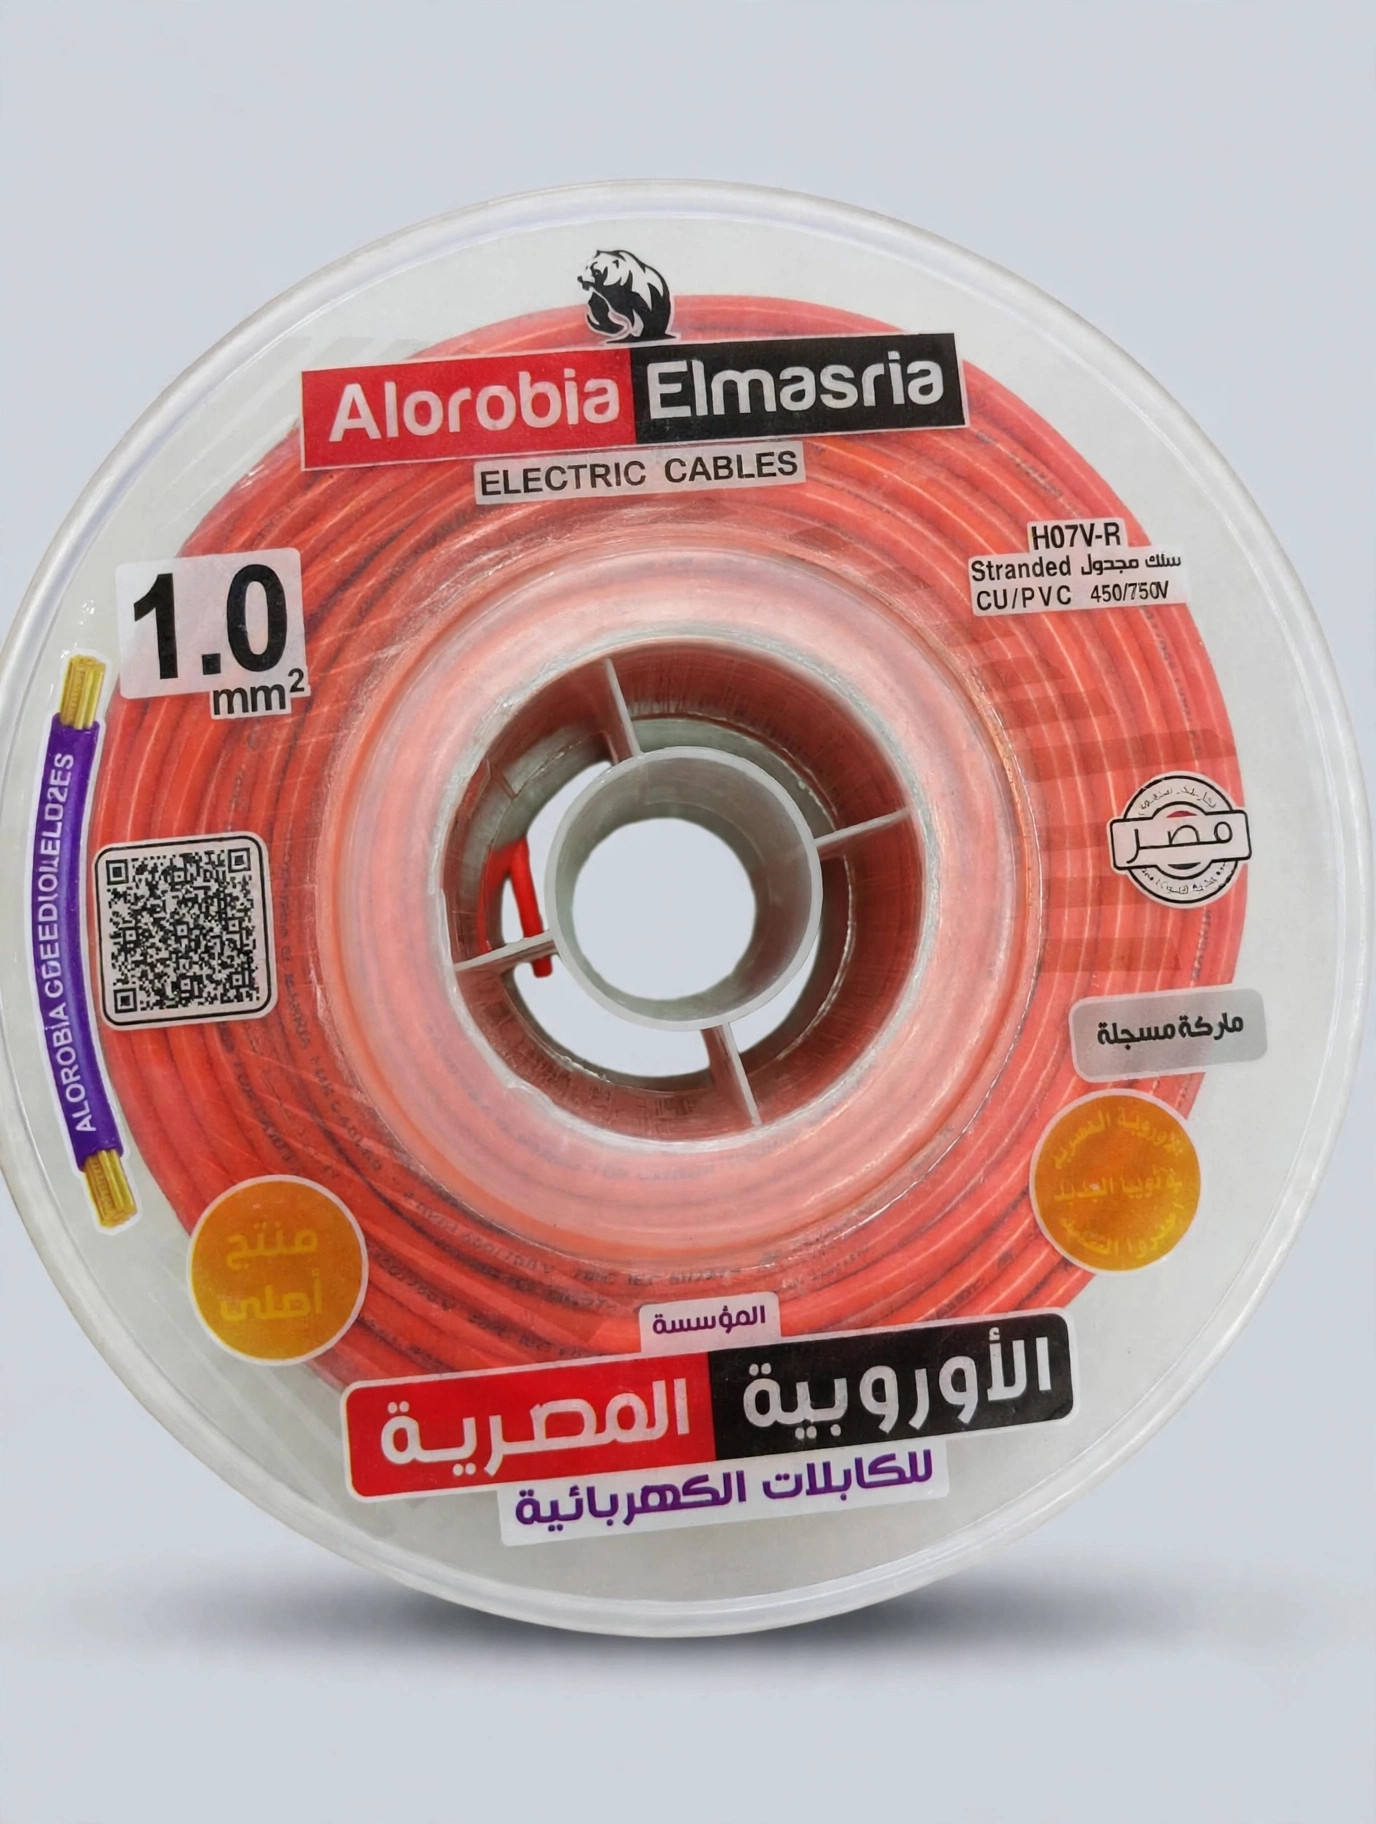 Alorobia Elmasria
ELECTRIC CABLES
H07V-R
Stranded سلك مجدول
CU/PVC 450/750V
1.0
mm²
ALOROBIA
مصر
ماركة مسجلة
منتج
أصلي
المؤسسة
الأوروبية المصرية
للكابلات الكهربائية